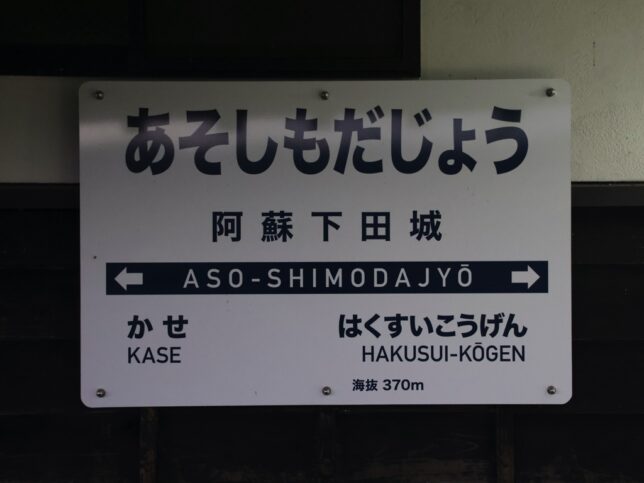 あそしもだじょう
阿蘇下田城
ASO-SHIMODAJYŌ
かせ はくすいこうげん
KASE HAKUSUI-KŌGEN
海抜 370m